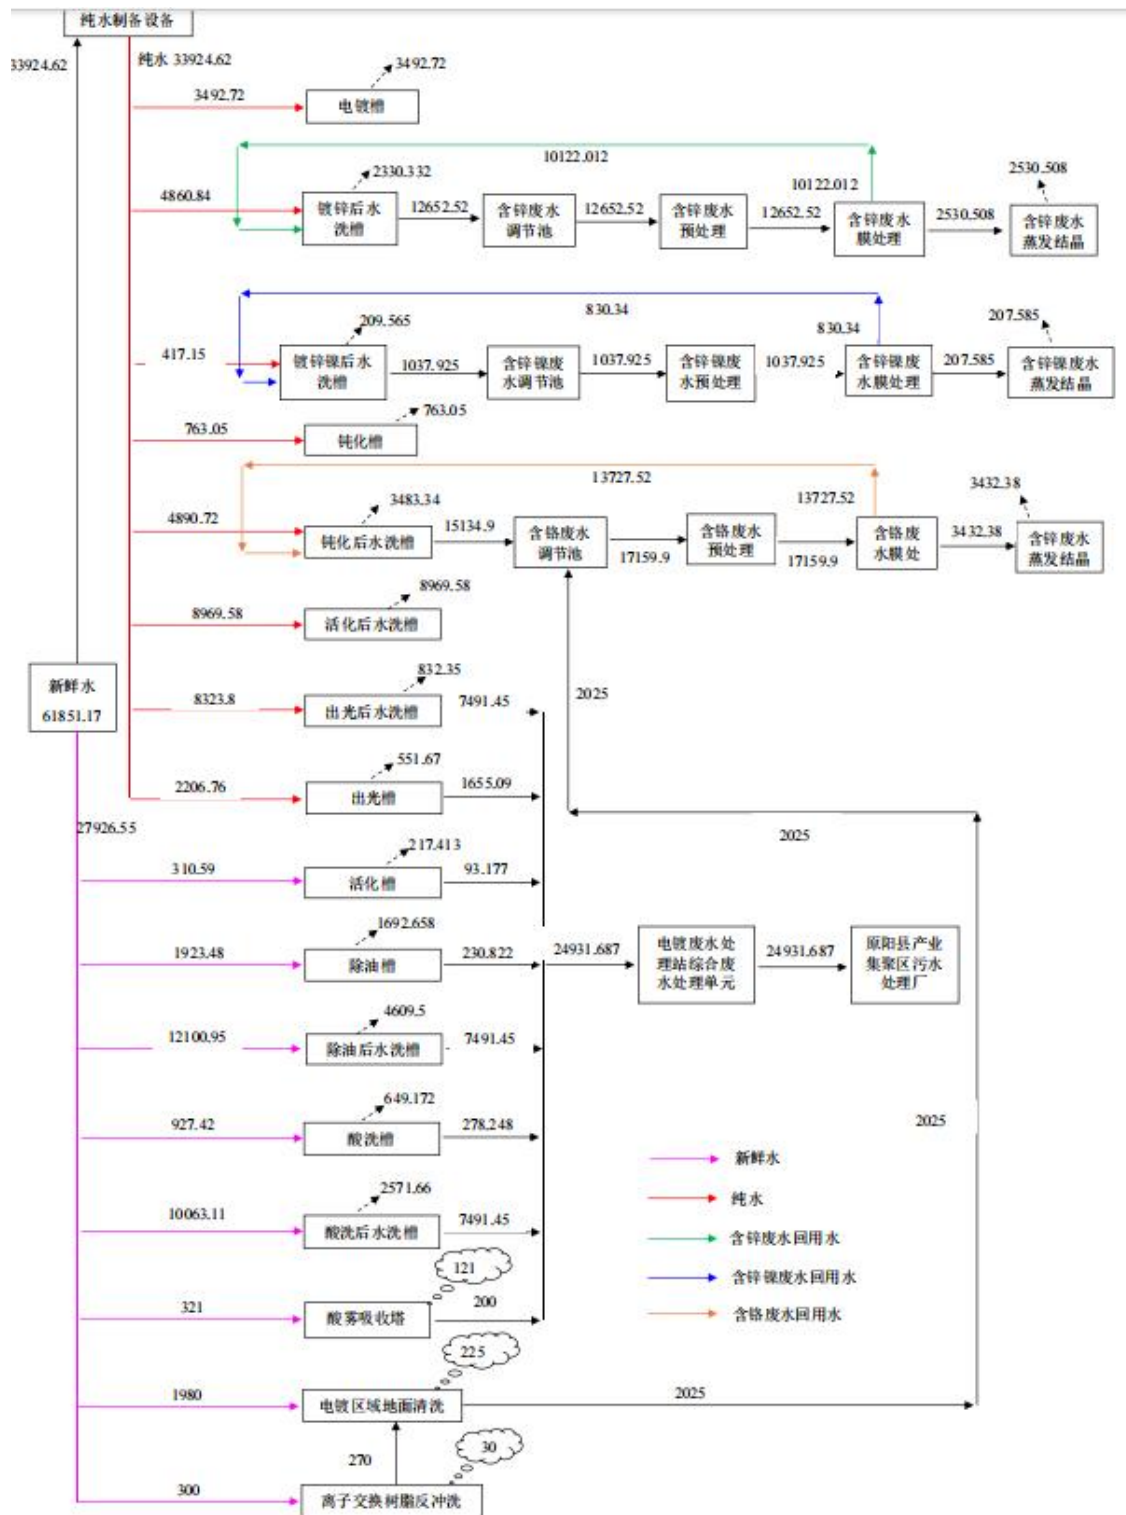 纯水制备设备
33924.62
纯水 33924.62
3492.72
3492.72
电镀槽
10122.012
2330.332
10122.012
2530.508
4860.84
镀锌后水
洗槽
12652.52
含锌废水
调节池
12652.52
含锌废水
预处理
12652.52
含锌废水
膜处理
2530.508
含锌废水
蒸发结晶
830.34
209.565
830.34
207.585
417.15
镀锌镍后水
洗槽
1037.925
含锌镍废
水调节池
1037.925
含锌镍废
水预处理
1037.925
含锌镍废
水膜处理
207.585
含锌镍废水
蒸发结晶
763.05
763.05
钝化槽
13727.52
3483.34
13727.52
3432.38
4890.72
钝化后水洗槽
15134.9
含铬废水
调节池
17159.9
含铬废水
预处理
17159.9
含铬废
水膜处
3432.38
含锌废水
蒸发结晶
8969.58
8969.58
活化后水洗槽
新鲜水
61851.17
832.35
8323.8
出光后水洗槽
7491.45
2025
551.67
2206.76
出光槽
1655.09
27926.55
2025
217.413
310.59
活化槽
93.177
1692.658
1923.48
除油槽
230.822
24931.687
电镀废水处
理站综合废
水处理单元
24931.687
原阳县产业
集聚区污水
处理厂
4609.5
12100.95
除油后水洗槽
7491.45
649.172
927.42
酸洗槽
278.248
2025
新鲜水
2571.66
纯水
10063.11
酸洗后水洗槽
7491.45
含锌废水回用水
121
含锌镍废水回用水
321
酸雾吸收塔
200
含铬废水回用水
225
1980
电镀区域地面清洗
2025
30
270
300
离子交换树脂反冲洗